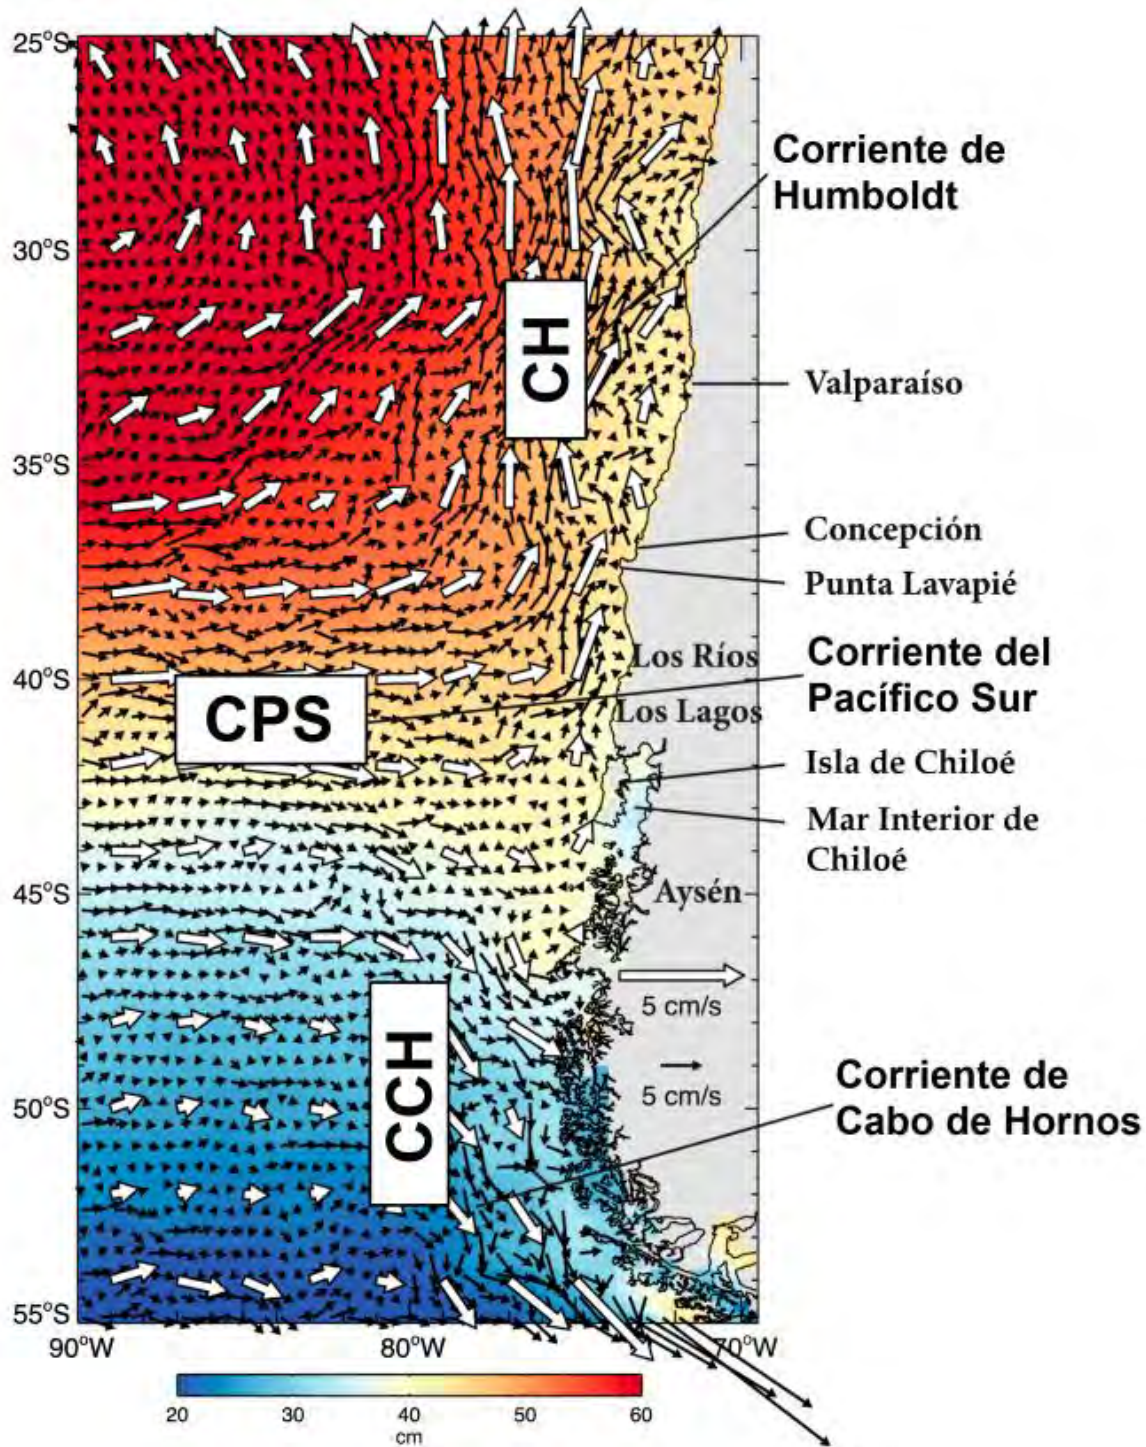 25°S
Corriente de
Humboldt
30°S
CH
Valparaíso
35°S
Concepción
Punta Lavapié
Los Ríos
Corriente del
Pacífico Sur
40°S
CPS
Los Lagos
Isla de Chiloé
Mar Interior de
Chiloé
45°S
Aysén
5 cm/s
CCH
5 cm/s
Corriente de
Cabo de Hornos
50°S
55°S
90°W
80°W
70°W
20
30
40
50
60
cm